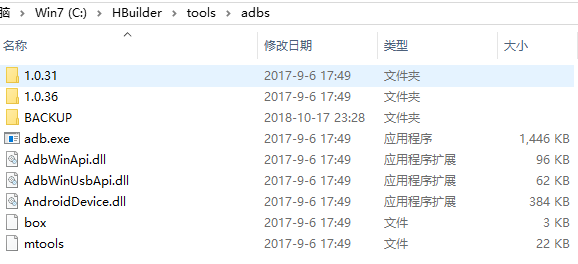 脑 > Win7 (C:) > HBuilder > tools > adbs
名称 修改日期 类型 大小
1.0.31 2017-9-6 17:49 文件夹
1.0.36 2017-9-6 17:49 文件夹
BACKUP 2018-10-17 23:28 文件夹
adb.exe 2017-9-6 17:49 应用程序 1,446 KB
AdbWinApi.dll 2017-9-6 17:49 应用程序扩展 96 KB
AdbWinUsbApi.dll 2017-9-6 17:49 应用程序扩展 62 KB
AndroidDevice.dll 2017-9-6 17:49 应用程序扩展 384 KB
box 2017-9-6 17:49 文件 3 KB
mtools 2017-9-6 17:49 文件 22 KB